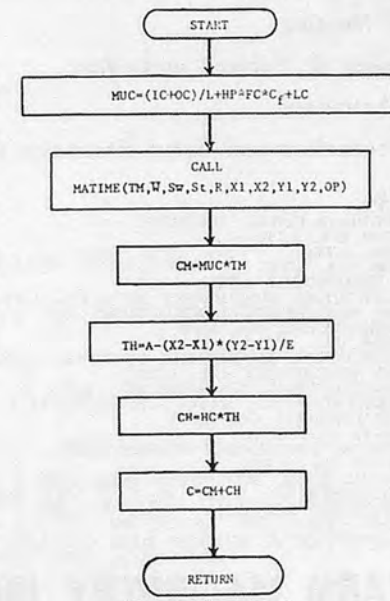 START
MUC=(IC+OC)/L+HP*FC*Cf+LC
CALL
MATIME(TM,W,Sw,St,R,X1,X2,Y1,Y2,OP)
CM=MUC*TM
TH=A-(X2-X1)*(Y2-Y1)/E
CH=HC*TH
C=CM+CH
RETURN